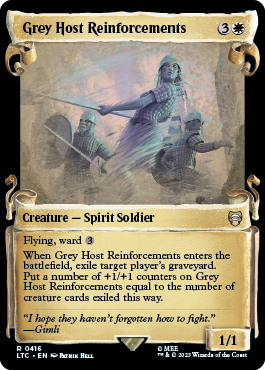 Grey Host Reinforcements 3
Creature — Spirit Soldier
Flying, ward 3
When Grey Host Reinforcements enters the
battlefield, exile target player's graveyard.
Put a number of +1/+1 counters on Grey
Host Reinforcements equal to the number of
creature cards exiled this way.
“I hope they haven't forgotten how to fight.”
—Gimli
1/1
R 0416
LTC • EN Patrik Hell
© MEE
™ & © 2023 Wizards of the Coast